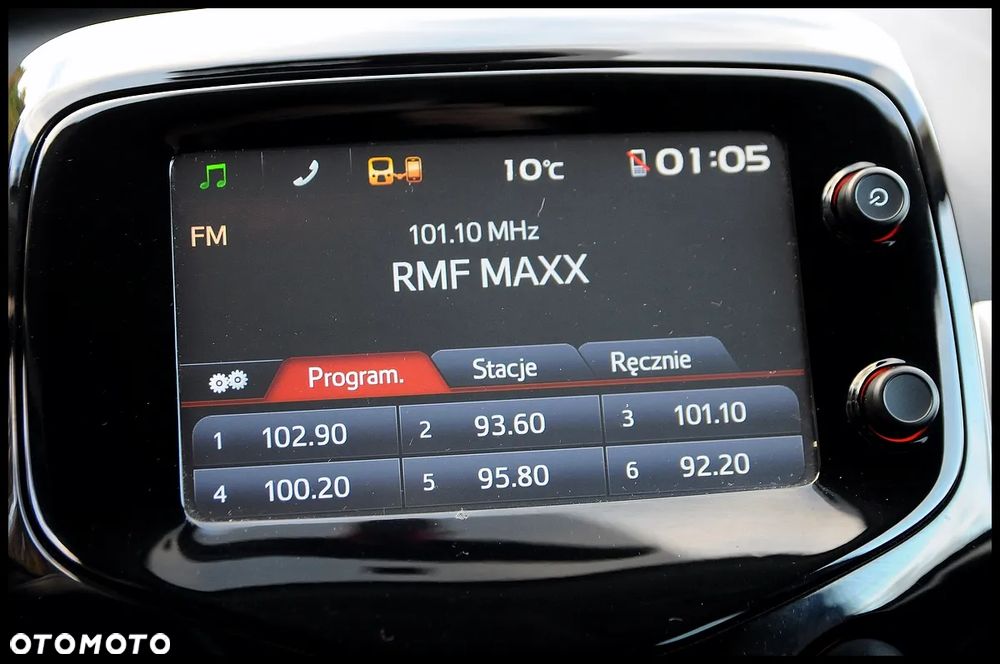 10°C 01:05
FM
101.10 MHz
RMF MAXX
Program. Stacje Ręcznie
1 102.90 2 93.60 3 101.10
4 100.20 5 95.80 6 92.20
OTOMOTO